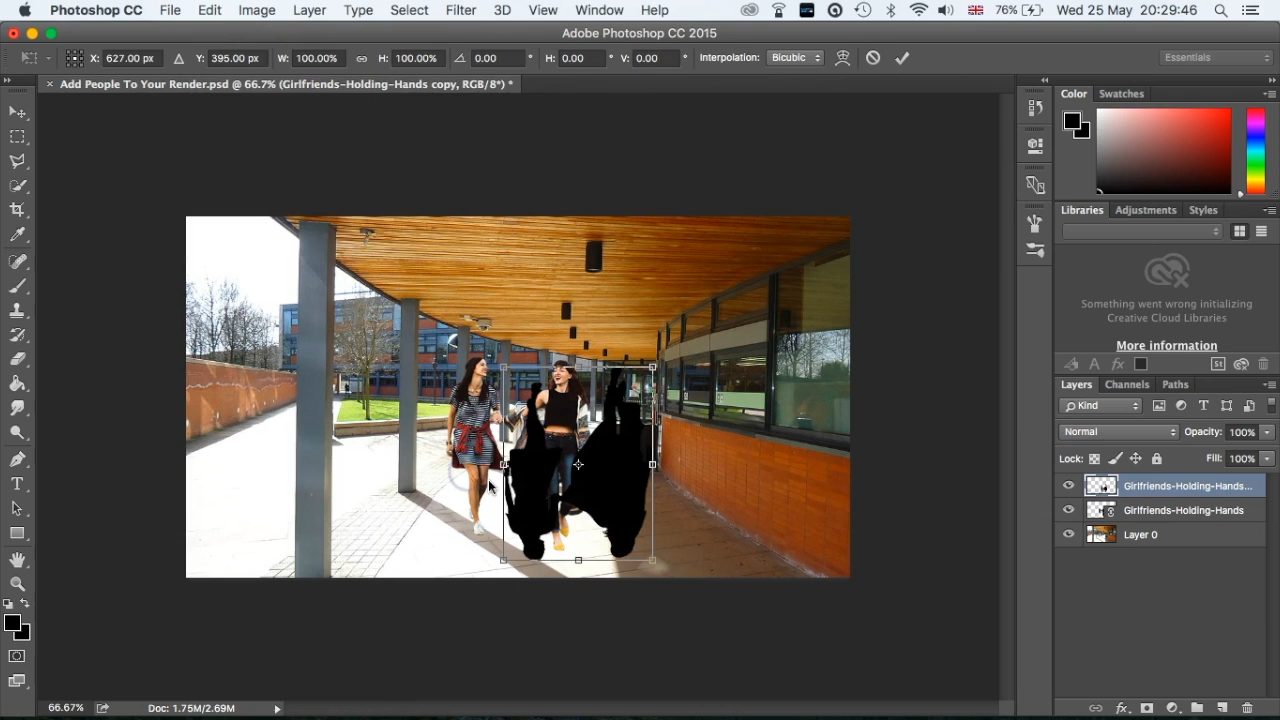 Photoshop CC File Edit Image Layer Type Select Filter 3D View Window Help 76% Wed 25 May 20:29:46
Adobe Photoshop CC 2015
X: 627.00 px Y: 395.00 px W: 100.00% H: 100.00% 0.00 ° H: 0.00 ° V: 0.00 ° Interpolation: Bicubic Essentials
× Add People To Your Render.psd @ 66.7% (Girlfriends-Holding-Hands copy, RGB/8*) *
Color Swatches
Libraries Adjustments Styles
Something went wrong initializing
Creative Cloud Libraries
More information
St
Layers Channels Paths
Kind
Normal Opacity: 100%
Lock: Fill: 100%
Girlfriends-Holding-Hands...
Girlfriends-Holding-Hands
Layer 0
66.67% Doc: 1.75M/2.69M
fx